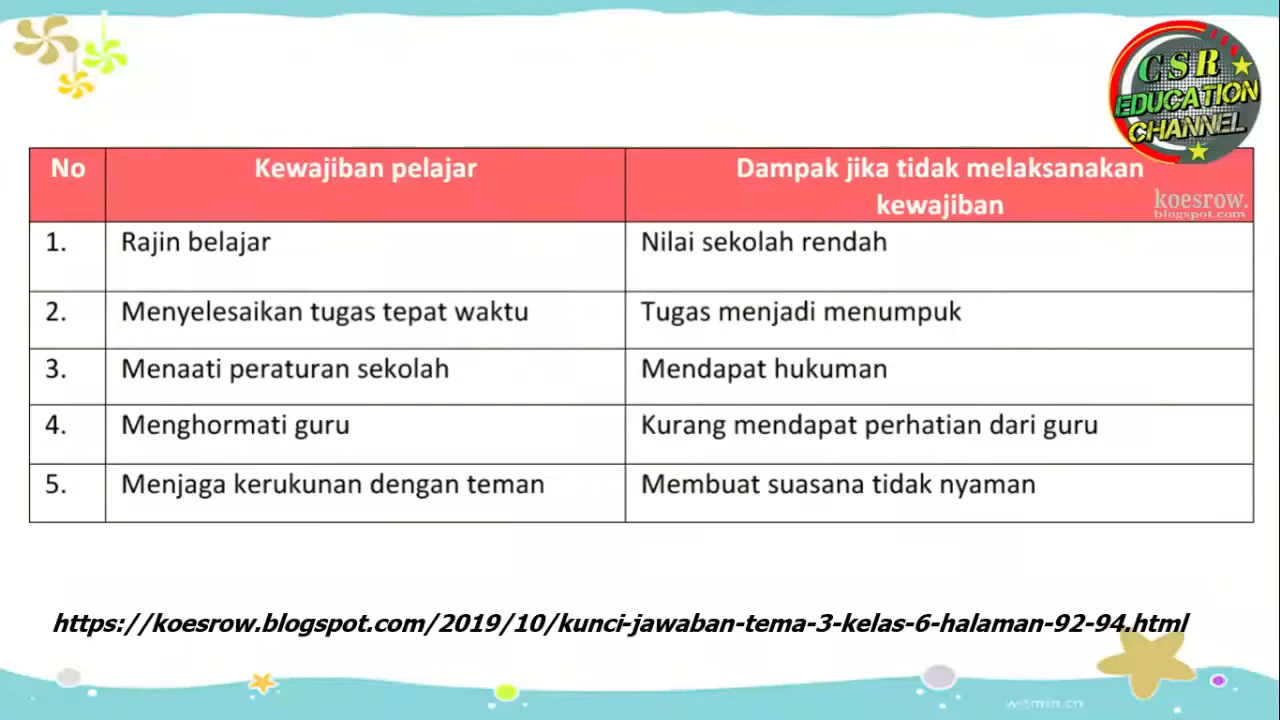 CSR
EDUCATION
CHANNEL
No Kewajiban pelajar Dampak jika tidak melaksanakan
kewajiban
koesrow.
blogspot.com
1. Rajin belajar Nilai sekolah rendah
2. Menyelesaikan tugas tepat waktu Tugas menjadi menumpuk
3. Menaati peraturan sekolah Mendapat hukuman
4. Menghormati guru Kurang mendapat perhatian dari guru
5. Menjaga kerukunan dengan teman Membuat suasana tidak nyaman
https://koesrow.blogspot.com/2019/10/kunci-jawaban-tema-3-kelas-6-halaman-92-94.html